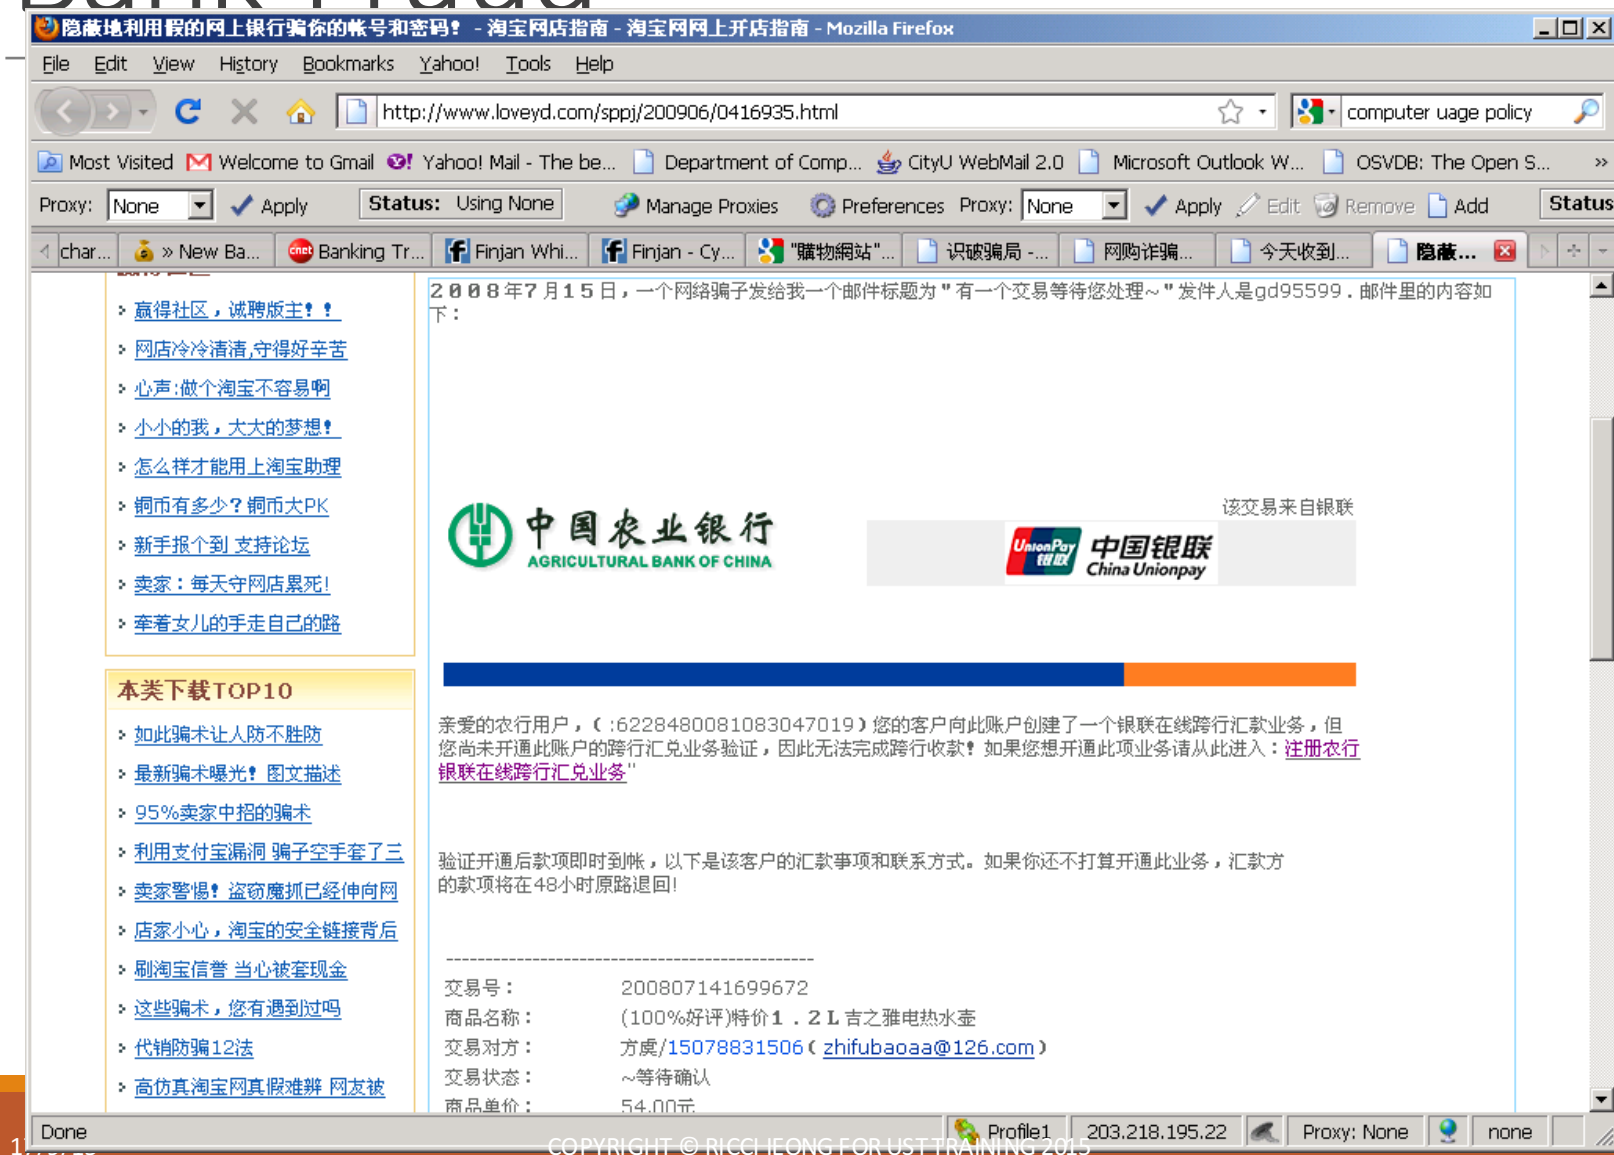 Bank Fraud
隐蔽地利用假的网上银行骗你的帐号和密码！ - 淘宝网店指南 - 淘宝网网上开店指南 - Mozilla Firefox
File Edit View History Bookmarks Yahoo! Tools Help
http://www.loveyd.com/sppj/200906/0416935.html
computer uage policy
Most Visited Welcome to Gmail Yahoo! Mail - The be... Department of Comp... CityU WebMail 2.0 Microsoft Outlook W... OSVDB: The Open S... »
Proxy: None Apply Status: Using None Manage Proxies Preferences Proxy: None Apply Edit Remove Add Status
char... » New Ba... cnet Banking Tr... Finjan Whi... Finjan - Cy... "購物網站"... 识破骗局 -... 网购诈骗... 今天收到... 隐蔽...
赢得社区，诚聘版主！！
网店冷冷清清,守得好辛苦
心声:做个淘宝不容易啊
小小的我，大大的梦想！
怎么样才能用上淘宝助理
铜币有多少？铜币大PK
新手报个到 支持论坛
卖家：每天守网店累死!
牵着女儿的手走自己的路
本类下载TOP10
如此骗术让人防不胜防
最新骗术曝光！图文描述
95%卖家中招的骗术
利用支付宝漏洞 骗子空手套了三
卖家警惕！盗窃魔抓已经伸向网
店家小心，淘宝的安全链接背后
刷淘宝信誉 当心被套现金
这些骗术，您有遇到过吗
代销防骗12法
高仿真淘宝网真假难辨 网友被
２００８年７月１５日，一个网络骗子发给我一个邮件标题为"有一个交易等待您处理~"发件人是gd95599．邮件里的内容如
下：
该交易来自银联
中国农业银行
AGRICULTURAL BANK OF CHINA
UnionPay
银联
中国银联
China Unionpay
亲爱的农行用户，（:6228480081083047019）您的客户向此账户创建了一个银联在线跨行汇款业务，但
您尚未开通此账户的跨行汇兑业务验证，因此无法完成跨行收款！如果您想开通此项业务请从此进入：注册农行
银联在线跨行汇兑业务"
验证开通后款项即时到帐，以下是该客户的汇款事项和联系方式。如果你还不打算开通此业务，汇款方
的款项将在48小时原路退回!
----------------------------------------------
交易号： 200807141699672
商品名称： (100%好评)特价１．２Ｌ吉之雅电热水壶
交易对方： 方虞/15078831506（zhifubaoaa@126.com）
交易状态： ~等待确认
商品单价： 54.00元
Done Profile1 203.218.195.22 Proxy: None none
COPYRIGHT © RICCI IEONG FOR UST TRAINING 2015